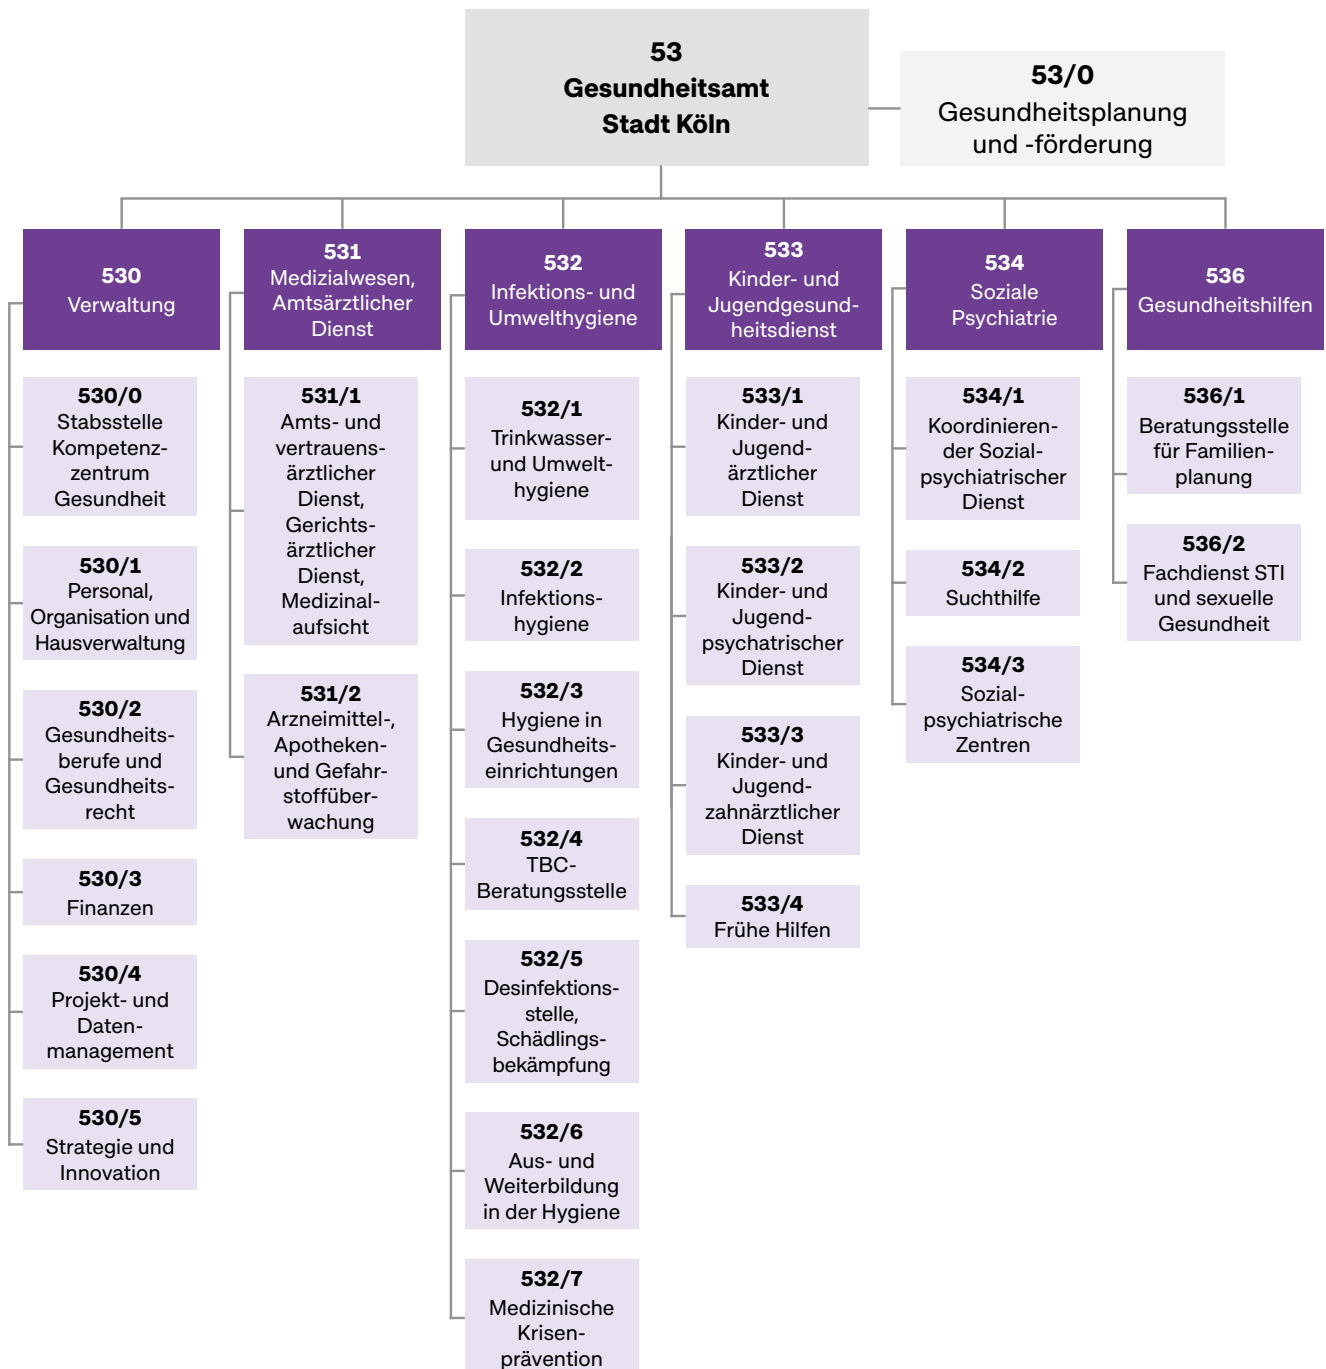 53
Gesundheitsamt
Stadt Köln
53/0
Gesundheitsplanung
und -förderung
530
Verwaltung
530/0
Stabsstelle
Kompetenz-
zentrum
Gesundheit
530/1
Personal,
Organisation und
Hausverwaltung
530/2
Gesundheits-
berufe und
Gesundheits-
recht
530/3
Finanzen
530/4
Projekt- und
Daten-
management
530/5
Strategie und
Innovation
531
Medizialwesen,
Amtsärztlicher
Dienst
531/1
Amts- und
vertrauens-
ärztlicher
Dienst,
Gerichts-
ärztlicher
Dienst,
Medizinal-
aufsicht
531/2
Arzneimittel-,
Apotheken-
und Gefahr-
stoffüber-
wachung
532
Infektions- und
Umwelthygiene
532/1
Trinkwasser-
und Umwelt-
hygiene
532/2
Infektions-
hygiene
532/3
Hygiene in
Gesundheits-
einrichtungen
532/4
TBC-
Beratungsstelle
532/5
Desinfektions-
stelle,
Schädlings-
bekämpfung
532/6
Aus- und
Weiterbildung
in der Hygiene
532/7
Medizinische
Krisen-
prävention
533
Kinder- und
Jugendgesund-
heitsdienst
533/1
Kinder- und
Jugend-
ärztlicher
Dienst
533/2
Kinder- und
Jugend-
psychatrischer
Dienst
533/3
Kinder- und
Jugend-
zahnärztlicher
Dienst
533/4
Frühe Hilfen
534
Soziale
Psychiatrie
534/1
Koordinieren-
der Sozial-
psychiatrischer
Dienst
534/2
Suchthilfe
534/3
Sozial-
psychiatrische
Zentren
536
Gesundheitshilfen
536/1
Beratungsstelle
für Familien-
planung
536/2
Fachdienst STI
und sexuelle
Gesundheit